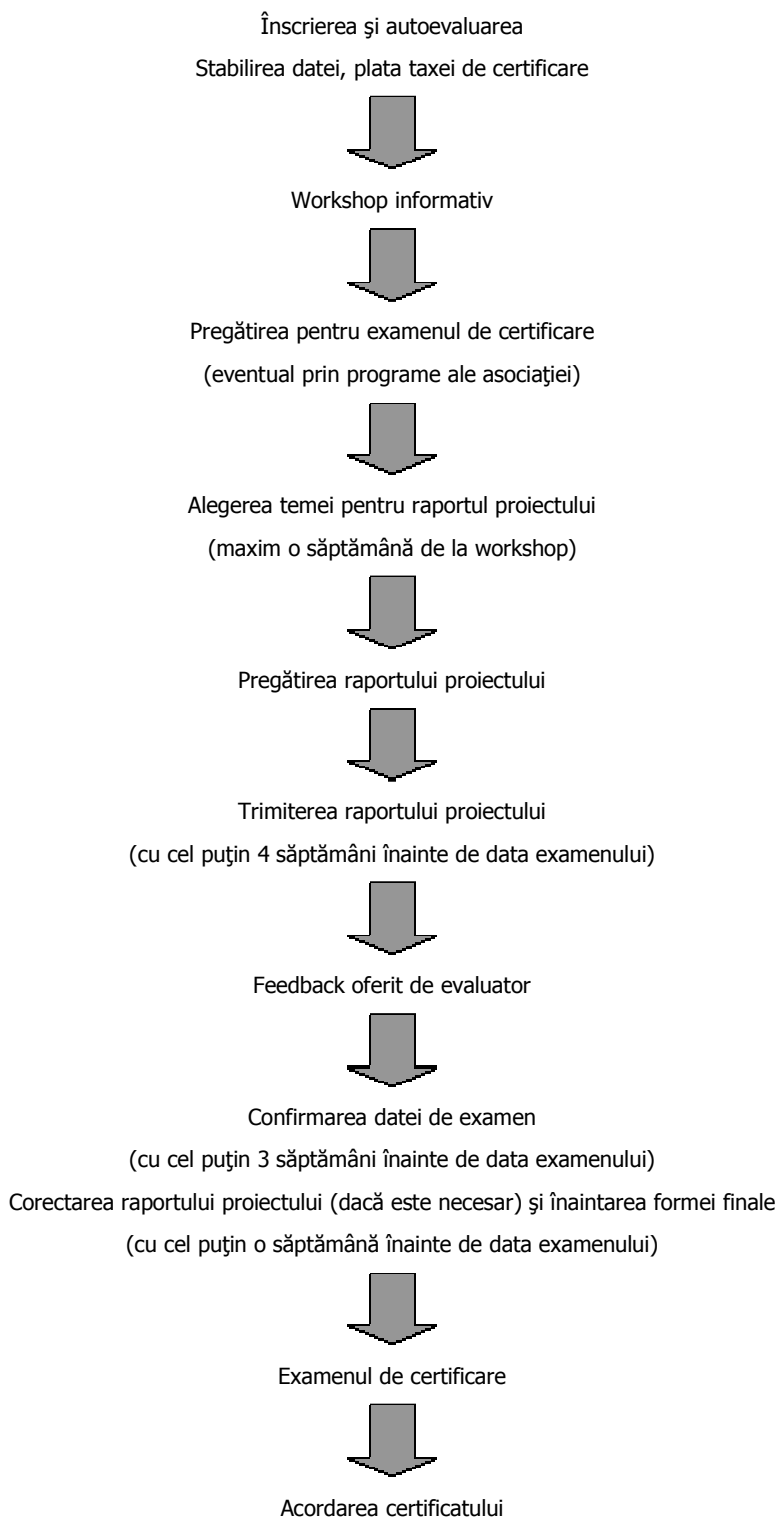 Înscrierea şi autoevaluarea
Stabilirea datei, plata taxei de certificare
Workshop informativ
Pregătirea pentru examenul de certificare
(eventual prin programe ale asociaţiei)
Alegerea temei pentru raportul proiectului
(maxim o săptămână de la workshop)
Pregătirea raportului proiectului
Trimiterea raportului proiectului
(cu cel puţin 4 săptămâni înainte de data examenului)
Feedback oferit de evaluator
Confirmarea datei de examen
(cu cel puţin 3 săptămâni înainte de data examenului)
Corectarea raportului proiectului (dacă este necesar) şi înaintarea formei finale
(cu cel puţin o săptămână înainte de data examenului)
Examenul de certificare
Acordarea certificatului